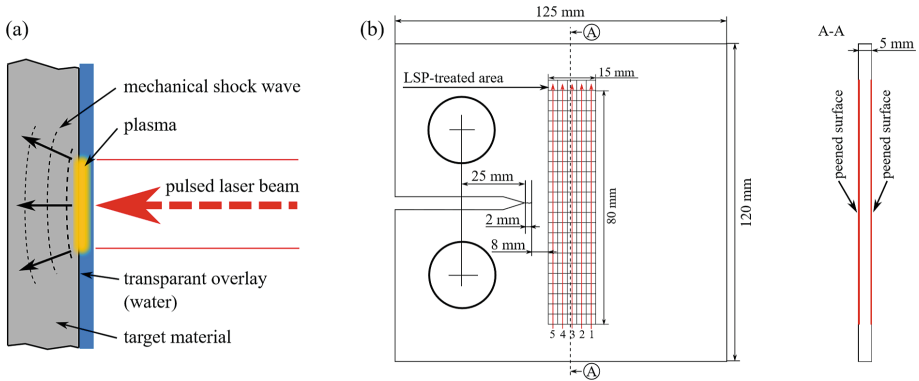 (a)
mechanical shock wave
plasma
pulsed laser beam
transparant overlay
(water)
target material
(b)
125 mm
A
LSP-treated area
15 mm
25 mm
2 mm
8 mm
80 mm
120 mm
5 4 3 2 1
A
A-A
5 mm
peened surface
peened surface